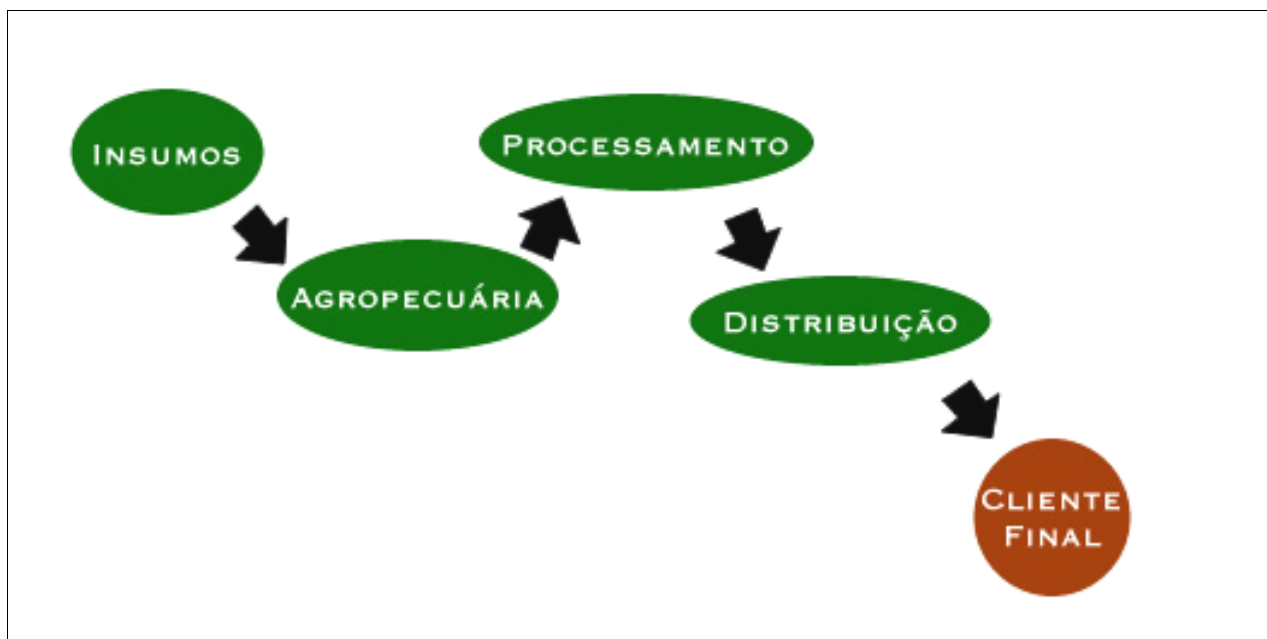 Insumos
Agropecuária
Processamento
Distribuição
Cliente
Final